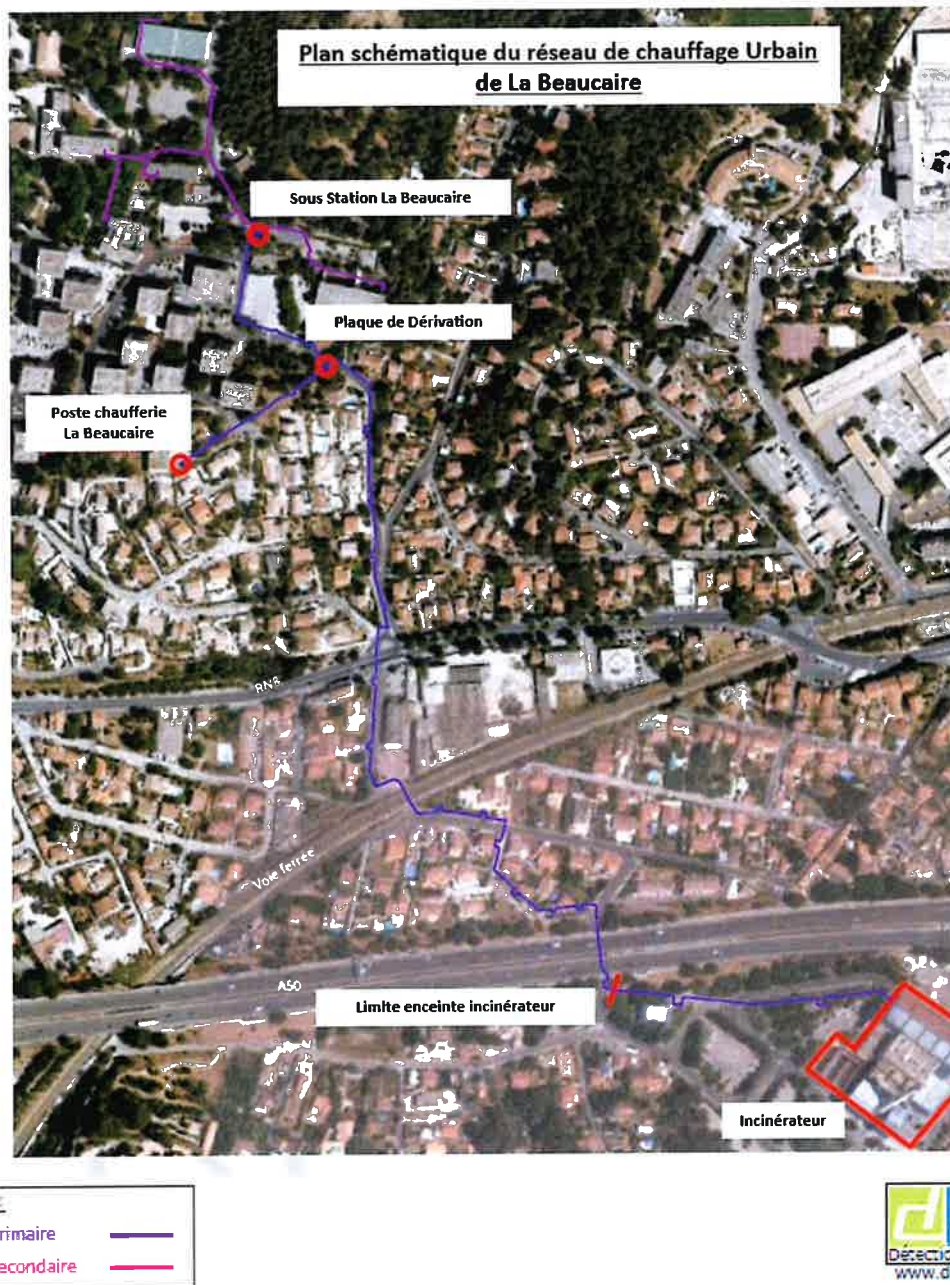 Plan schématique du réseau de chauffage Urbain
de La Beaucaire
Sous Station La Beaucaire
Plaque de Dérivation
Poste chaufferie
La Beaucaire
RN8
Voie ferrée
A50
Limite enceinte incinérateur
Incinérateur
rimaire
econdaire
d
Détectio
www.d